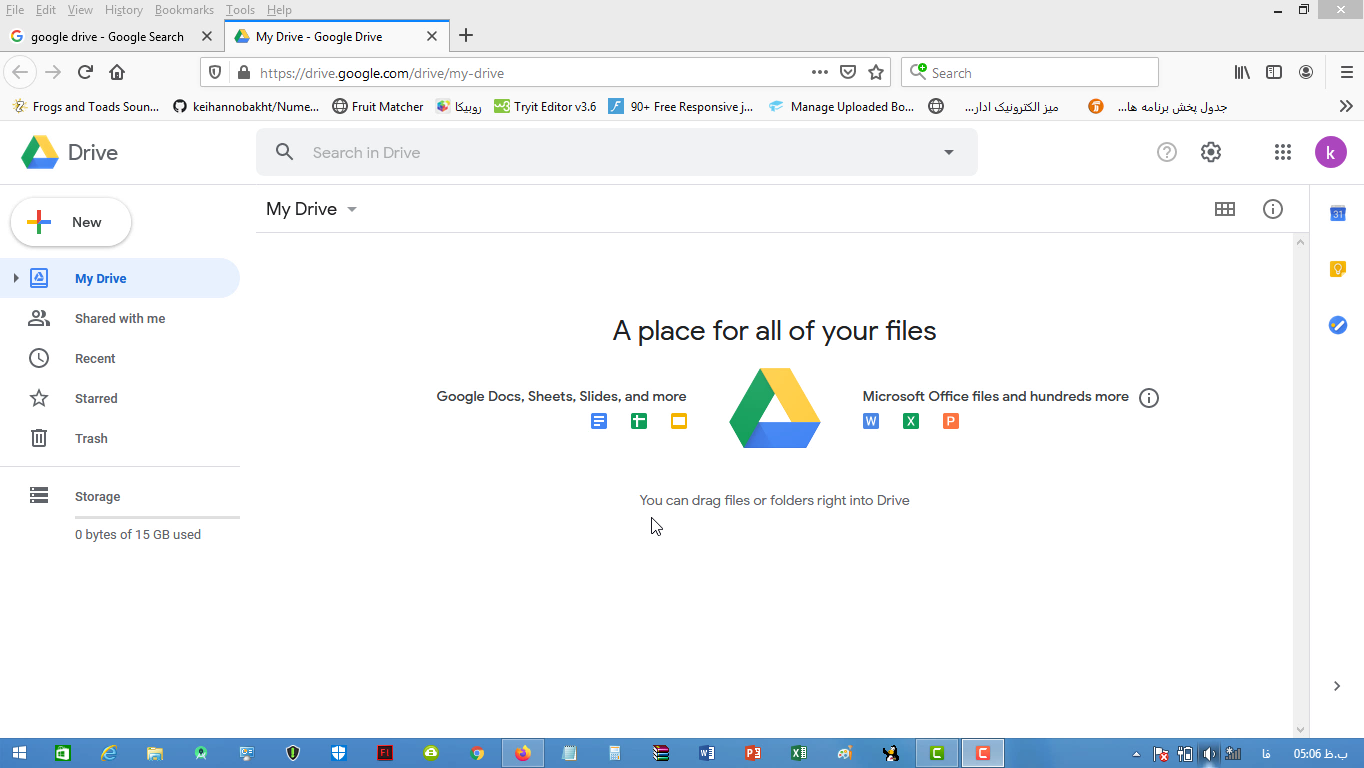 File Edit View History Bookmarks Tools Help
google drive - Google Search
My Drive - Google Drive
https://drive.google.com/drive/my-drive
Search
Frogs and Toads Soun...
keihannobakht/Nume...
Fruit Matcher
روبیکا
Tryit Editor v3.6
90+ Free Responsive j...
Manage Uploaded Bo...
میز الکترونیک ادار...
جدول پخش برنامه ها...
Drive
Search in Drive
k
New
My Drive
31
My Drive
Shared with me
Recent
Starred
Trash
Storage
0 bytes of 15 GB used
A place for all of your files
Google Docs, Sheets, Slides, and more
Microsoft Office files and hundreds more
W X P
You can drag files or folders right into Drive
فا
05:06 ب.ظ